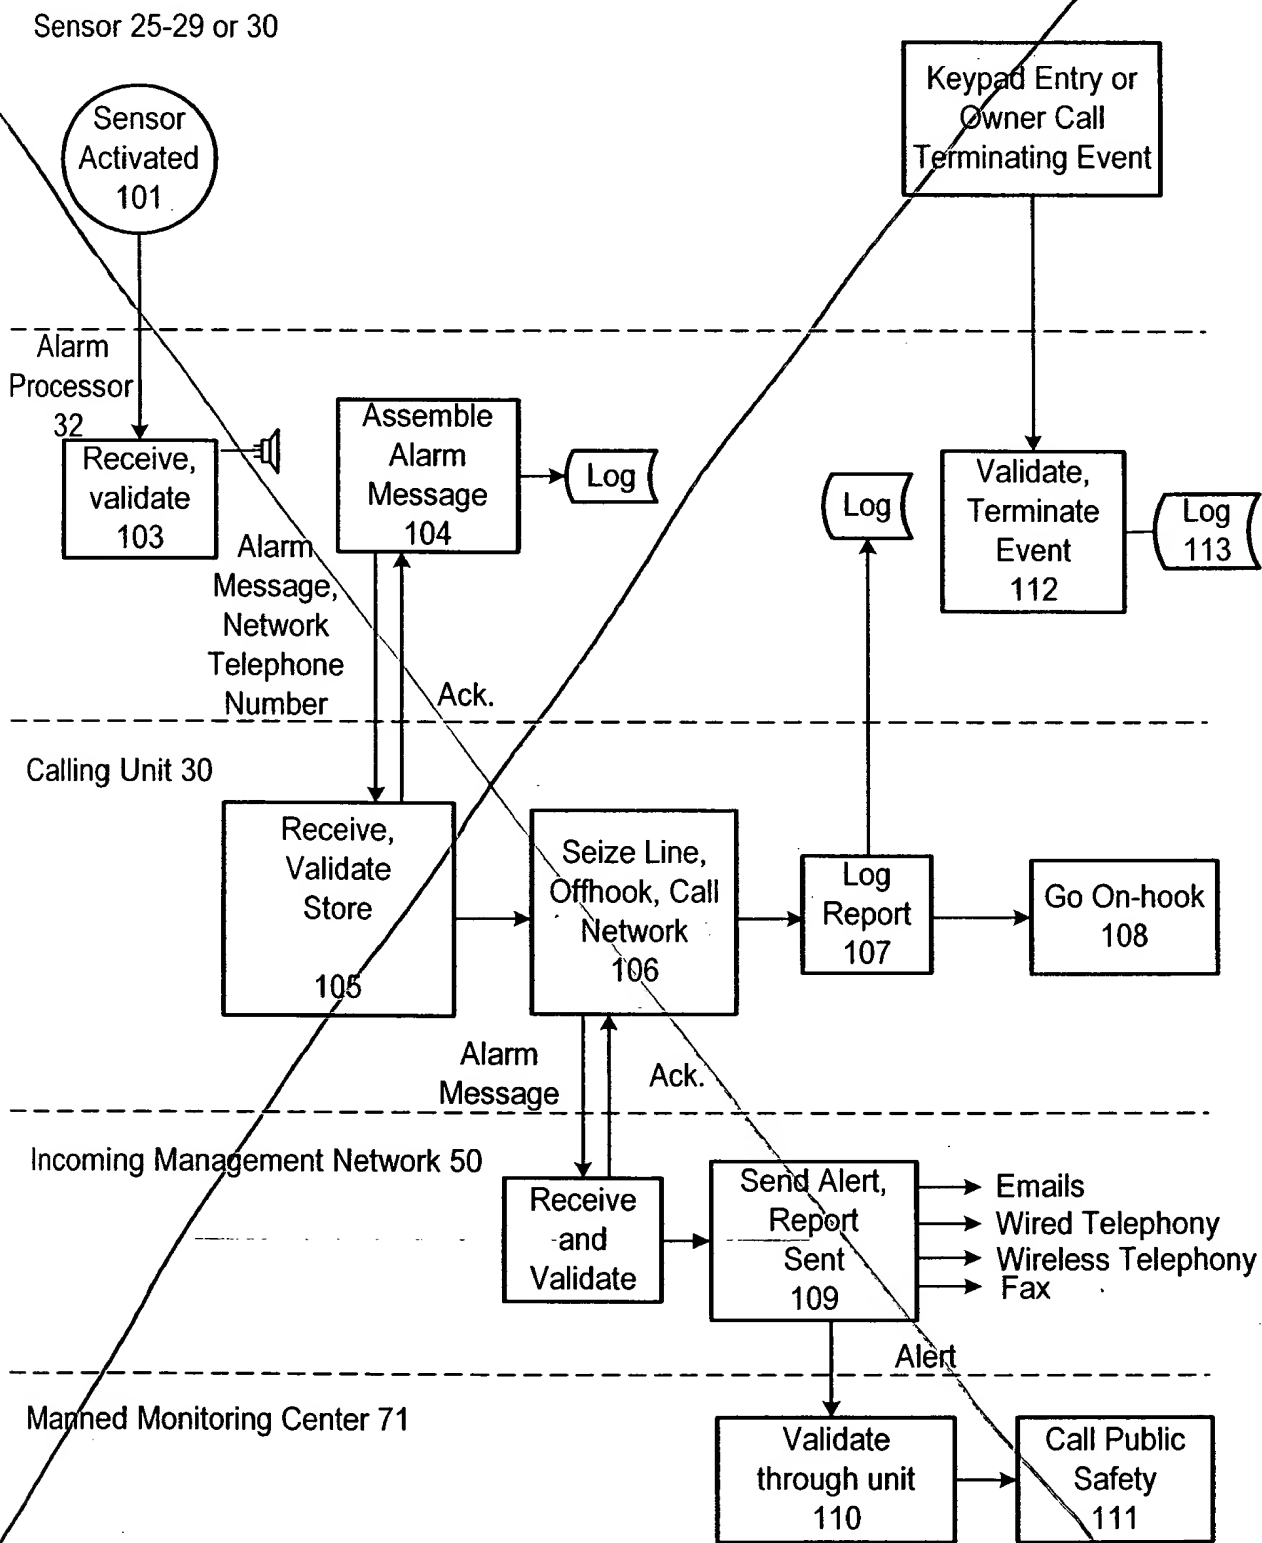 Sensor 25-29 or 30
Sensor
Activated
101
Keypad Entry or
Owner Call
Terminating Event
Alarm
Processor
32
Receive,
validate
103
Assemble
Alarm
Message
104
Log
Log
Validate,
Terminate
Event
112
Log
113
Alarm
Message,
Network
Telephone
Number
Ack.
Calling Unit 30
Receive,
Validate
Store
105
Seize Line,
Offhook, Call
Network
106
Log
Report
107
Go On-hook
108
Alarm
Message
Ack.
Incoming Management Network 50
Receive
and
Validate
Send Alert,
Report
Sent
109
Emails
Wired Telephony
Wireless Telephony
Fax
Alert
Manned Monitoring Center 71
Validate
through unit
110
Call Public
Safety
111